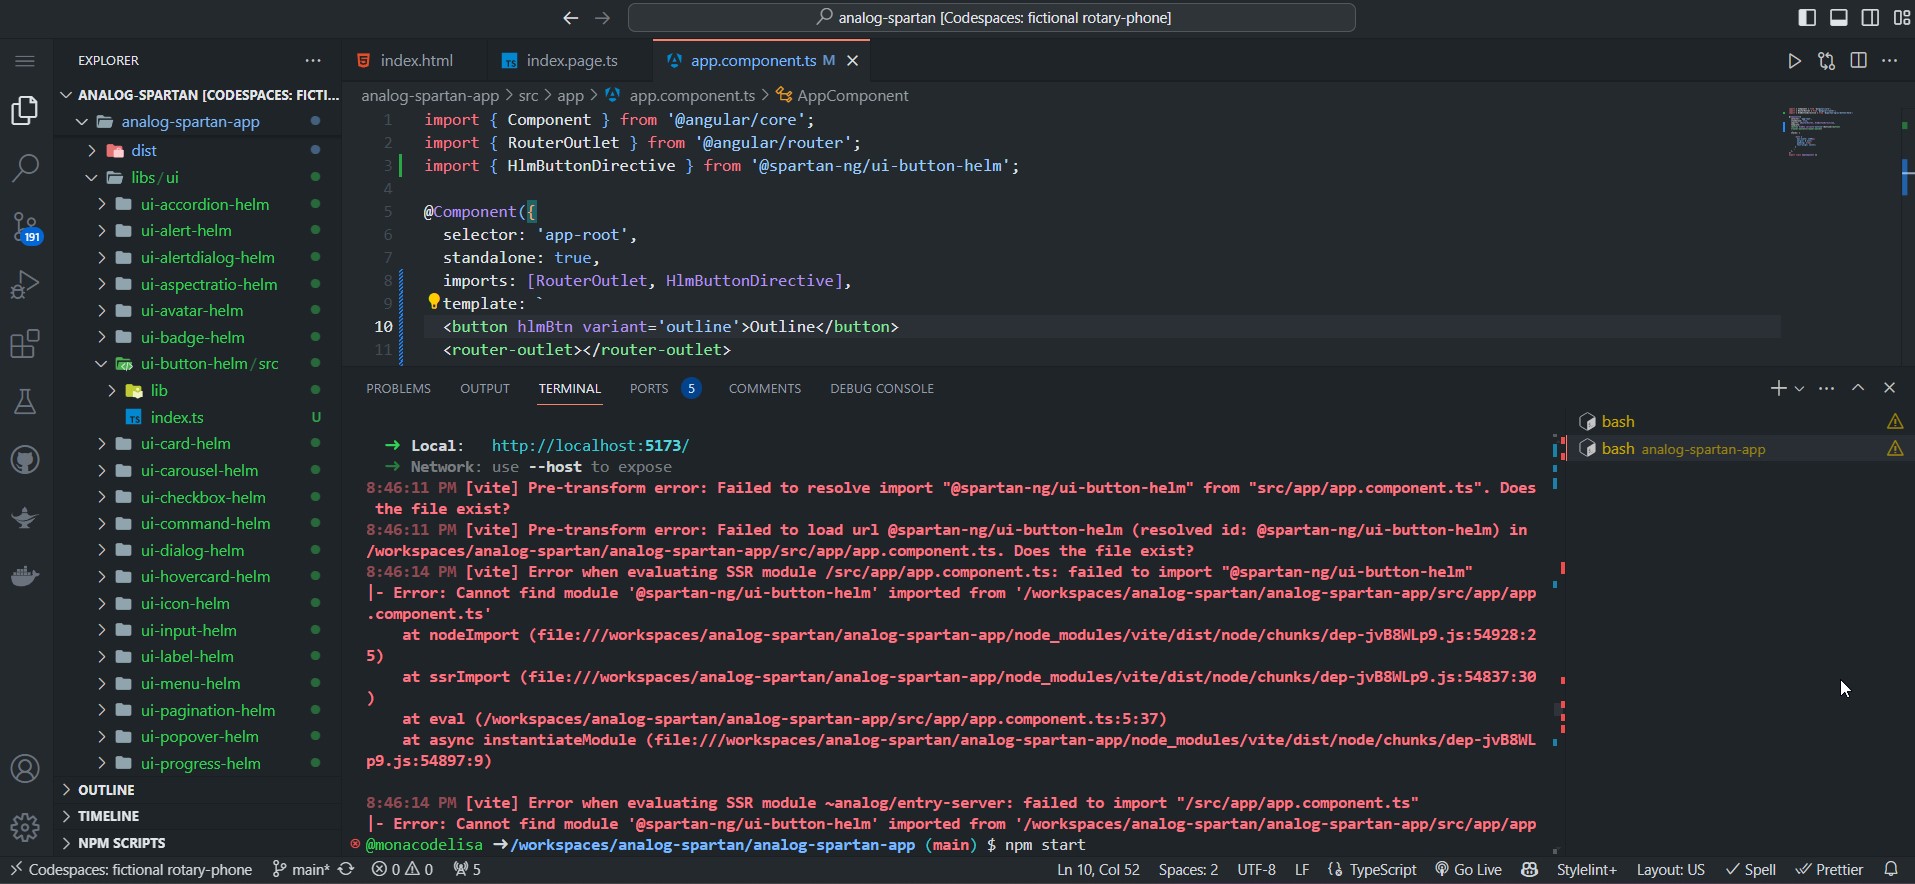 analog-spartan [Codespaces: fictional rotary-phone]
EXPLORER
index.html
index.page.ts
app.component.ts M
ANALOG-SPARTAN [CODESPACES: FICTI...
analog-spartan-app
dist
libs/ui
ui-accordion-helm
ui-alert-helm
ui-alertdialog-helm
ui-aspectratio-helm
ui-avatar-helm
ui-badge-helm
ui-button-helm/src
lib
TS index.ts U
ui-card-helm
ui-carousel-helm
ui-checkbox-helm
ui-command-helm
ui-dialog-helm
ui-hovercard-helm
ui-icon-helm
ui-input-helm
ui-label-helm
ui-menu-helm
ui-pagination-helm
ui-popover-helm
ui-progress-helm
OUTLINE
TIMELINE
NPM SCRIPTS
191
analog-spartan-app > src > app > app.component.ts > AppComponent
1 import { Component } from '@angular/core';
2 import { RouterOutlet } from '@angular/router';
3 import { HlmButtonDirective } from '@spartan-ng/ui-button-helm';
4
5 @Component({
6 selector: 'app-root',
7 standalone: true,
8 imports: [RouterOutlet, HlmButtonDirective],
9 template: `
10 <button hlmBtn variant='outline'>Outline</button>
11 <router-outlet></router-outlet>
PROBLEMS OUTPUT TERMINAL PORTS 5 COMMENTS DEBUG CONSOLE
➜ Local: http://localhost:5173/
➜ Network: use --host to expose
8:46:11 PM [vite] Pre-transform error: Failed to resolve import "@spartan-ng/ui-button-helm" from "src/app/app.component.ts". Does
the file exist?
8:46:11 PM [vite] Pre-transform error: Failed to load url @spartan-ng/ui-button-helm (resolved id: @spartan-ng/ui-button-helm) in
/workspaces/analog-spartan/analog-spartan-app/src/app/app.component.ts. Does the file exist?
8:46:14 PM [vite] Error when evaluating SSR module /src/app/app.component.ts: failed to import "@spartan-ng/ui-button-helm"
|- Error: Cannot find module '@spartan-ng/ui-button-helm' imported from '/workspaces/analog-spartan/analog-spartan-app/src/app/app
.component.ts'
at nodeImport (file:///workspaces/analog-spartan/analog-spartan-app/node_modules/vite/dist/node/chunks/dep-jvB8WLp9.js:54928:2
5)
at ssrImport (file:///workspaces/analog-spartan/analog-spartan-app/node_modules/vite/dist/node/chunks/dep-jvB8WLp9.js:54837:30
)
at eval (/workspaces/analog-spartan/analog-spartan-app/src/app/app.component.ts:5:37)
at async instantiateModule (file:///workspaces/analog-spartan/analog-spartan-app/node_modules/vite/dist/node/chunks/dep-jvB8WL
p9.js:54897:9)
8:46:14 PM [vite] Error when evaluating SSR module ~analog/entry-server: failed to import "/src/app/app.component.ts"
|- Error: Cannot find module '@spartan-ng/ui-button-helm' imported from '/workspaces/analog-spartan/analog-spartan-app/src/app/app
@monacodelisa ➜/workspaces/analog-spartan/analog-spartan-app (main) $ npm start
bash
bash analog-spartan-app
Codespaces: fictional rotary-phone main* 0 0 5 Ln 10, Col 52 Spaces: 2 UTF-8 LF TypeScript Go Live Stylelint+ Layout: US Spell Prettier